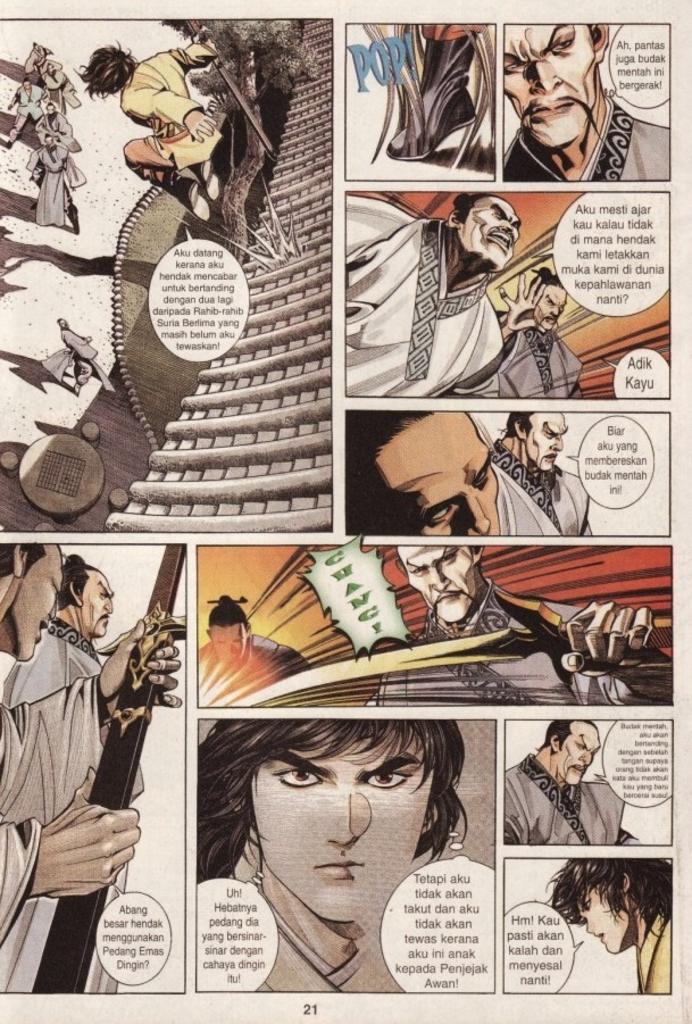 Aku datang
kerana aku
hendak mencabar
untuk bertanding
dengan dua lagi
daripada Rahib-rahib
Suria Berlima yang
masih belum aku
tewaskan!
POP!
Ah, pantas
juga budak
mentah ini
bergerak!
Aku mesti ajar
kau kalau tidak
di mana hendak
kami letakkan
muka kami di dunia
kepahlawanan
nanti?
Adik
Kayu
Biar
aku yang
membereskan
budak mentah
ini!
Abang
besar hendak
menggunakan
Pedang Emas
Dingin?
CHANG!
Uh!
Hebatnya
pedang dia
yang bersinar-
sinar dengan
cahaya dingin
itu!
Tetapi aku
tidak akan
takut dan aku
tidak akan
tewas kerana
aku ini anak
kepada Penjejak
Awan!
Budak mentah,
aku akan
bertanding
dengan sebelah
tangan supaya
orang tidak akan
kata aku membuli
kau yang baru
bercerai susu!
Hm! Kau
pasti akan
kalah dan
menyesal
nanti!
21